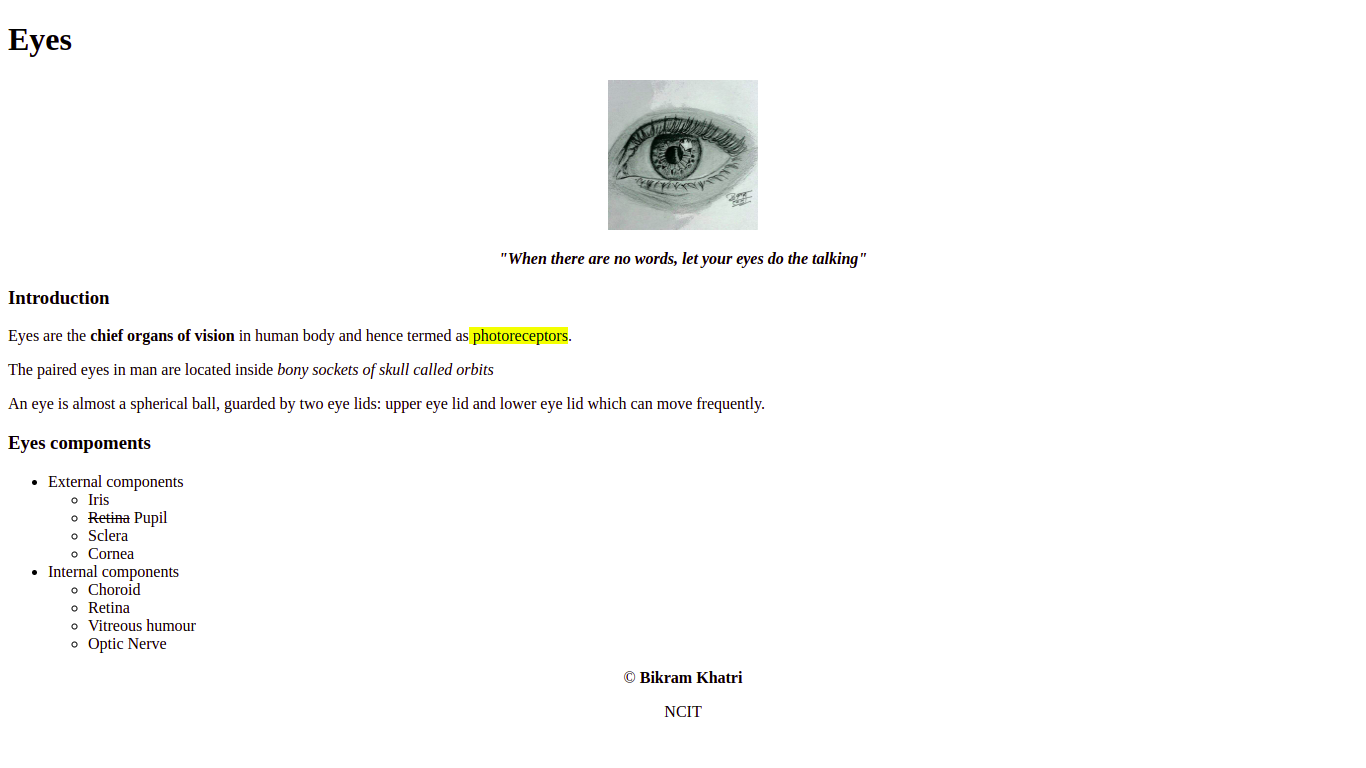 Eyes
"When there are no words, let your eyes do the talking"
Introduction
Eyes are the chief organs of vision in human body and hence termed as photoreceptors.
The paired eyes in man are located inside bony sockets of skull called orbits
An eye is almost a spherical ball, guarded by two eye lids: upper eye lid and lower eye lid which can move frequently.
Eyes compoments
External components
Iris
Retina Pupil
Sclera
Cornea
Internal components
Choroid
Retina
Vitreous humour
Optic Nerve
© Bikram Khatri
NCIT